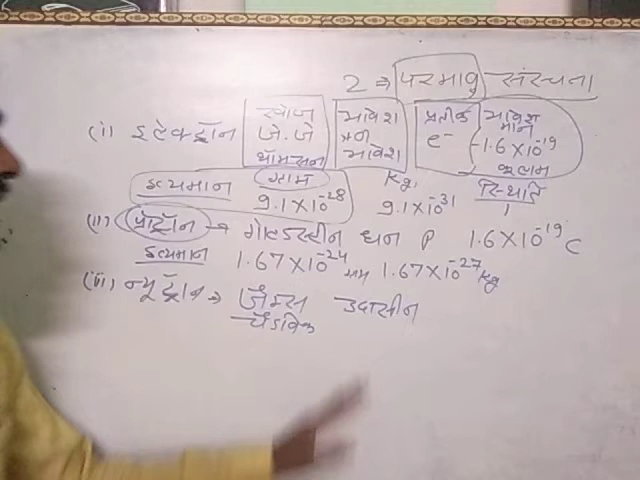 2 ⇒ परमाणु संरचना
(i) इलेक्ट्रॉन खोज जे.जे थॉमसन आवेश ऋण आवेश प्रतीक e⁻ आवेश मान -1.6×10⁻¹⁹ कूलाम
द्रव्यमान ग्राम 9.1×10⁻²⁸ Kg 9.1×10⁻³¹ स्थिति 1
(ii) प्रोट्रॉन → गोल्डस्टीन धन P 1.6×10⁻¹⁹ C
द्रव्यमान 1.67×10⁻²⁴ ग्राम 1.67×10⁻²⁷ Kg
(iii) न्यूट्रॉन → जेम्स चैडविक उदासीन